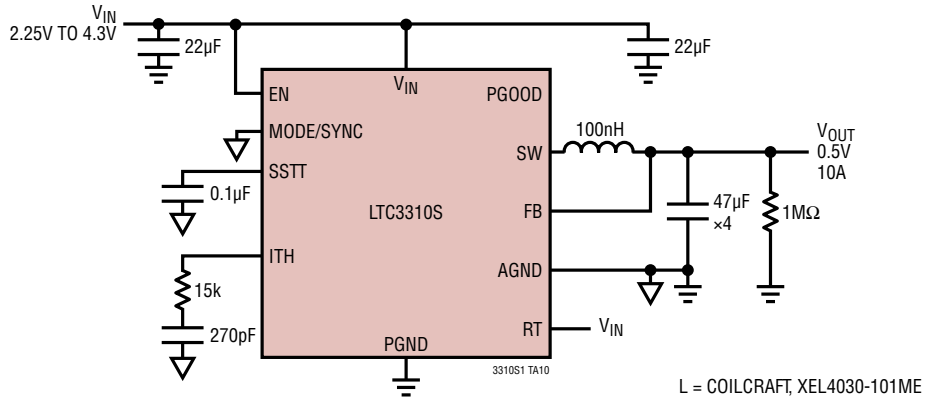 VIN
2.25V TO 4.3V
22µF
22µF
VIN
EN
PGOOD
MODE/SYNC
100nH
SW
VOUT
0.5V
10A
SSTT
0.1µF
LTC3310S
FB
47µF
×4
1MΩ
ITH
AGND
15k
270pF
RT
VIN
PGND
3310S1 TA10
L = COILCRAFT, XEL4030-101ME